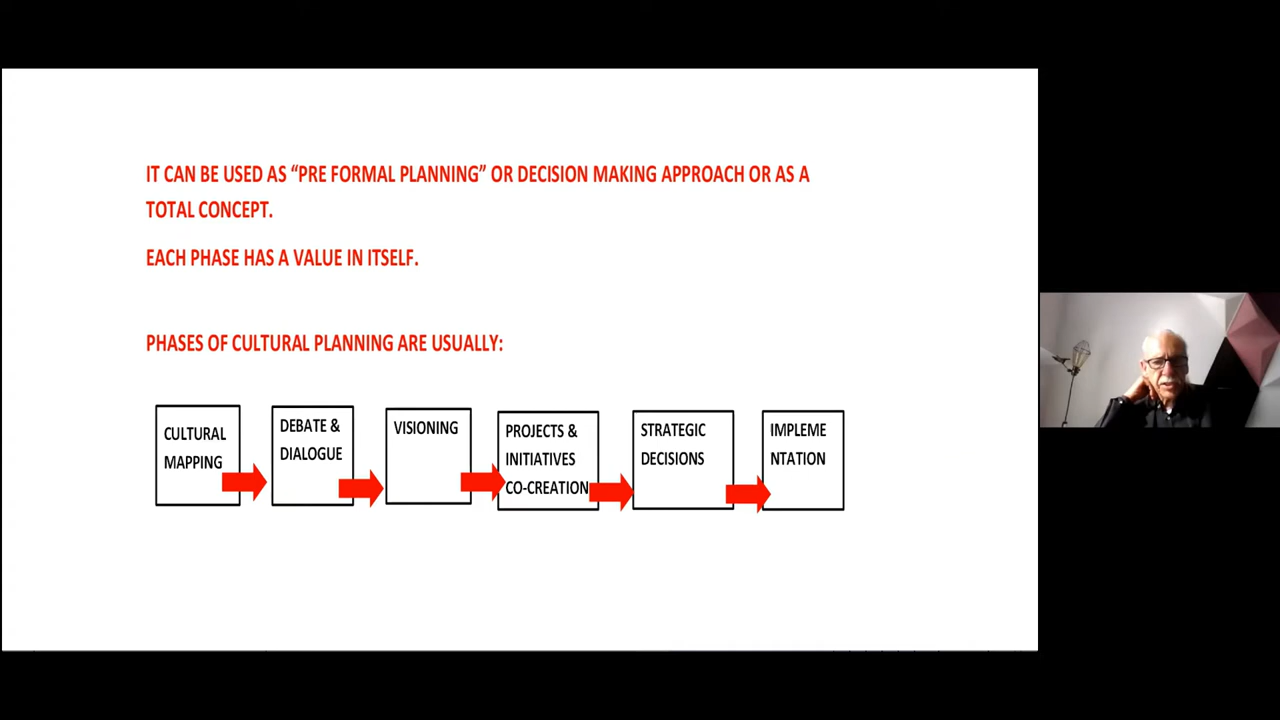 IT CAN BE USED AS “PRE FORMAL PLANNING” OR DECISION MAKING APPROACH OR AS A
TOTAL CONCEPT.
EACH PHASE HAS A VALUE IN ITSELF.
PHASES OF CULTURAL PLANNING ARE USUALLY:
CULTURAL
MAPPING
DEBATE &
DIALOGUE
VISIONING
PROJECTS &
INITIATIVES
CO-CREATION
STRATEGIC
DECISIONS
IMPLEME
NTATION